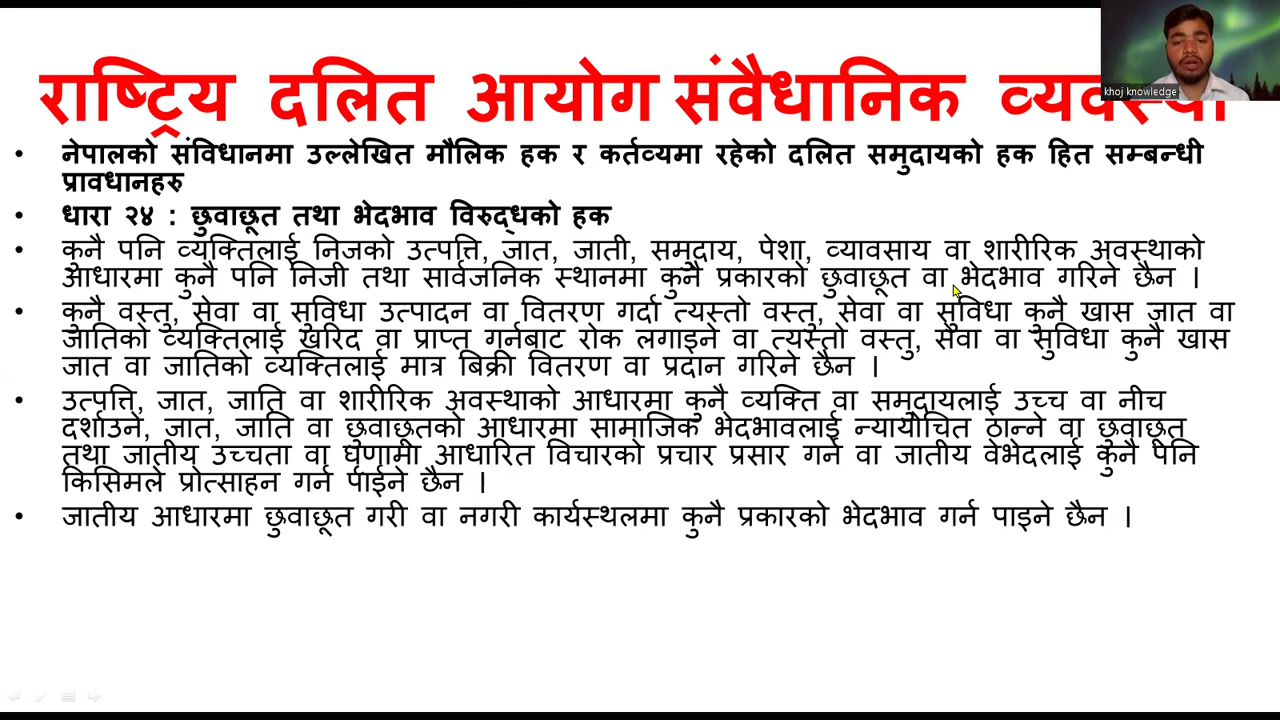 राष्ट्रिय दलित आयोग संवैधानिक व्यवस्था
khoj knowledge
• नेपालको संविधानमा उल्लेखित मौलिक हक र कर्तव्यमा रहेको दलित समुदायको हक हित सम्बन्धी
प्रावधानहरु
• धारा २४ : छुवाछूत तथा भेदभाव विरुद्धको हक
• कुनै पनि व्यक्तिलाई निजको उत्पत्ति, जात, जाती, समुदाय, पेशा, व्यावसाय वा शारीरिक अवस्थाको
आधारमा कुनै पनि निजी तथा सार्वजनिक स्थानमा कुनै प्रकारको छुवाछूत वा भेदभाव गरिने छैन ।
• कुनै वस्तु, सेवा वा सुविधा उत्पादन वा वितरण गर्दा त्यस्तो वस्तु, सेवा वा सुविधा कुनै खास जात वा
जातिको व्यक्तिलाई खरिद वा प्राप्त गर्नबाट रोक लगाइने वा त्यस्तो वस्तु, सेवा वा सुविधा कुनै खास
जात वा जातिको व्यक्तिलाई मात्र बिक्री वितरण वा प्रदान गरिने छैन ।
• उत्पत्ति, जात, जाति वा शारीरिक अवस्थाको आधारमा कुनै व्यक्ति वा समुदायलाई उच्च वा नीच
दर्शाउने, जात, जाति वा छुवाछूतको आधारमा सामाजिक भेदभावलाई न्यायोचित ठान्ने वा छुवाछूत
तथा जातीय उच्चता वा घृणामा आधारित विचारको प्रचार प्रसार गर्न वा जातीय वेभेदलाई कुनै पनि
किसिमले प्रोत्साहन गर्न पाईने छैन ।
• जातीय आधारमा छुवाछूत गरी वा नगरी कार्यस्थलमा कुनै प्रकारको भेदभाव गर्न पाइने छैन ।